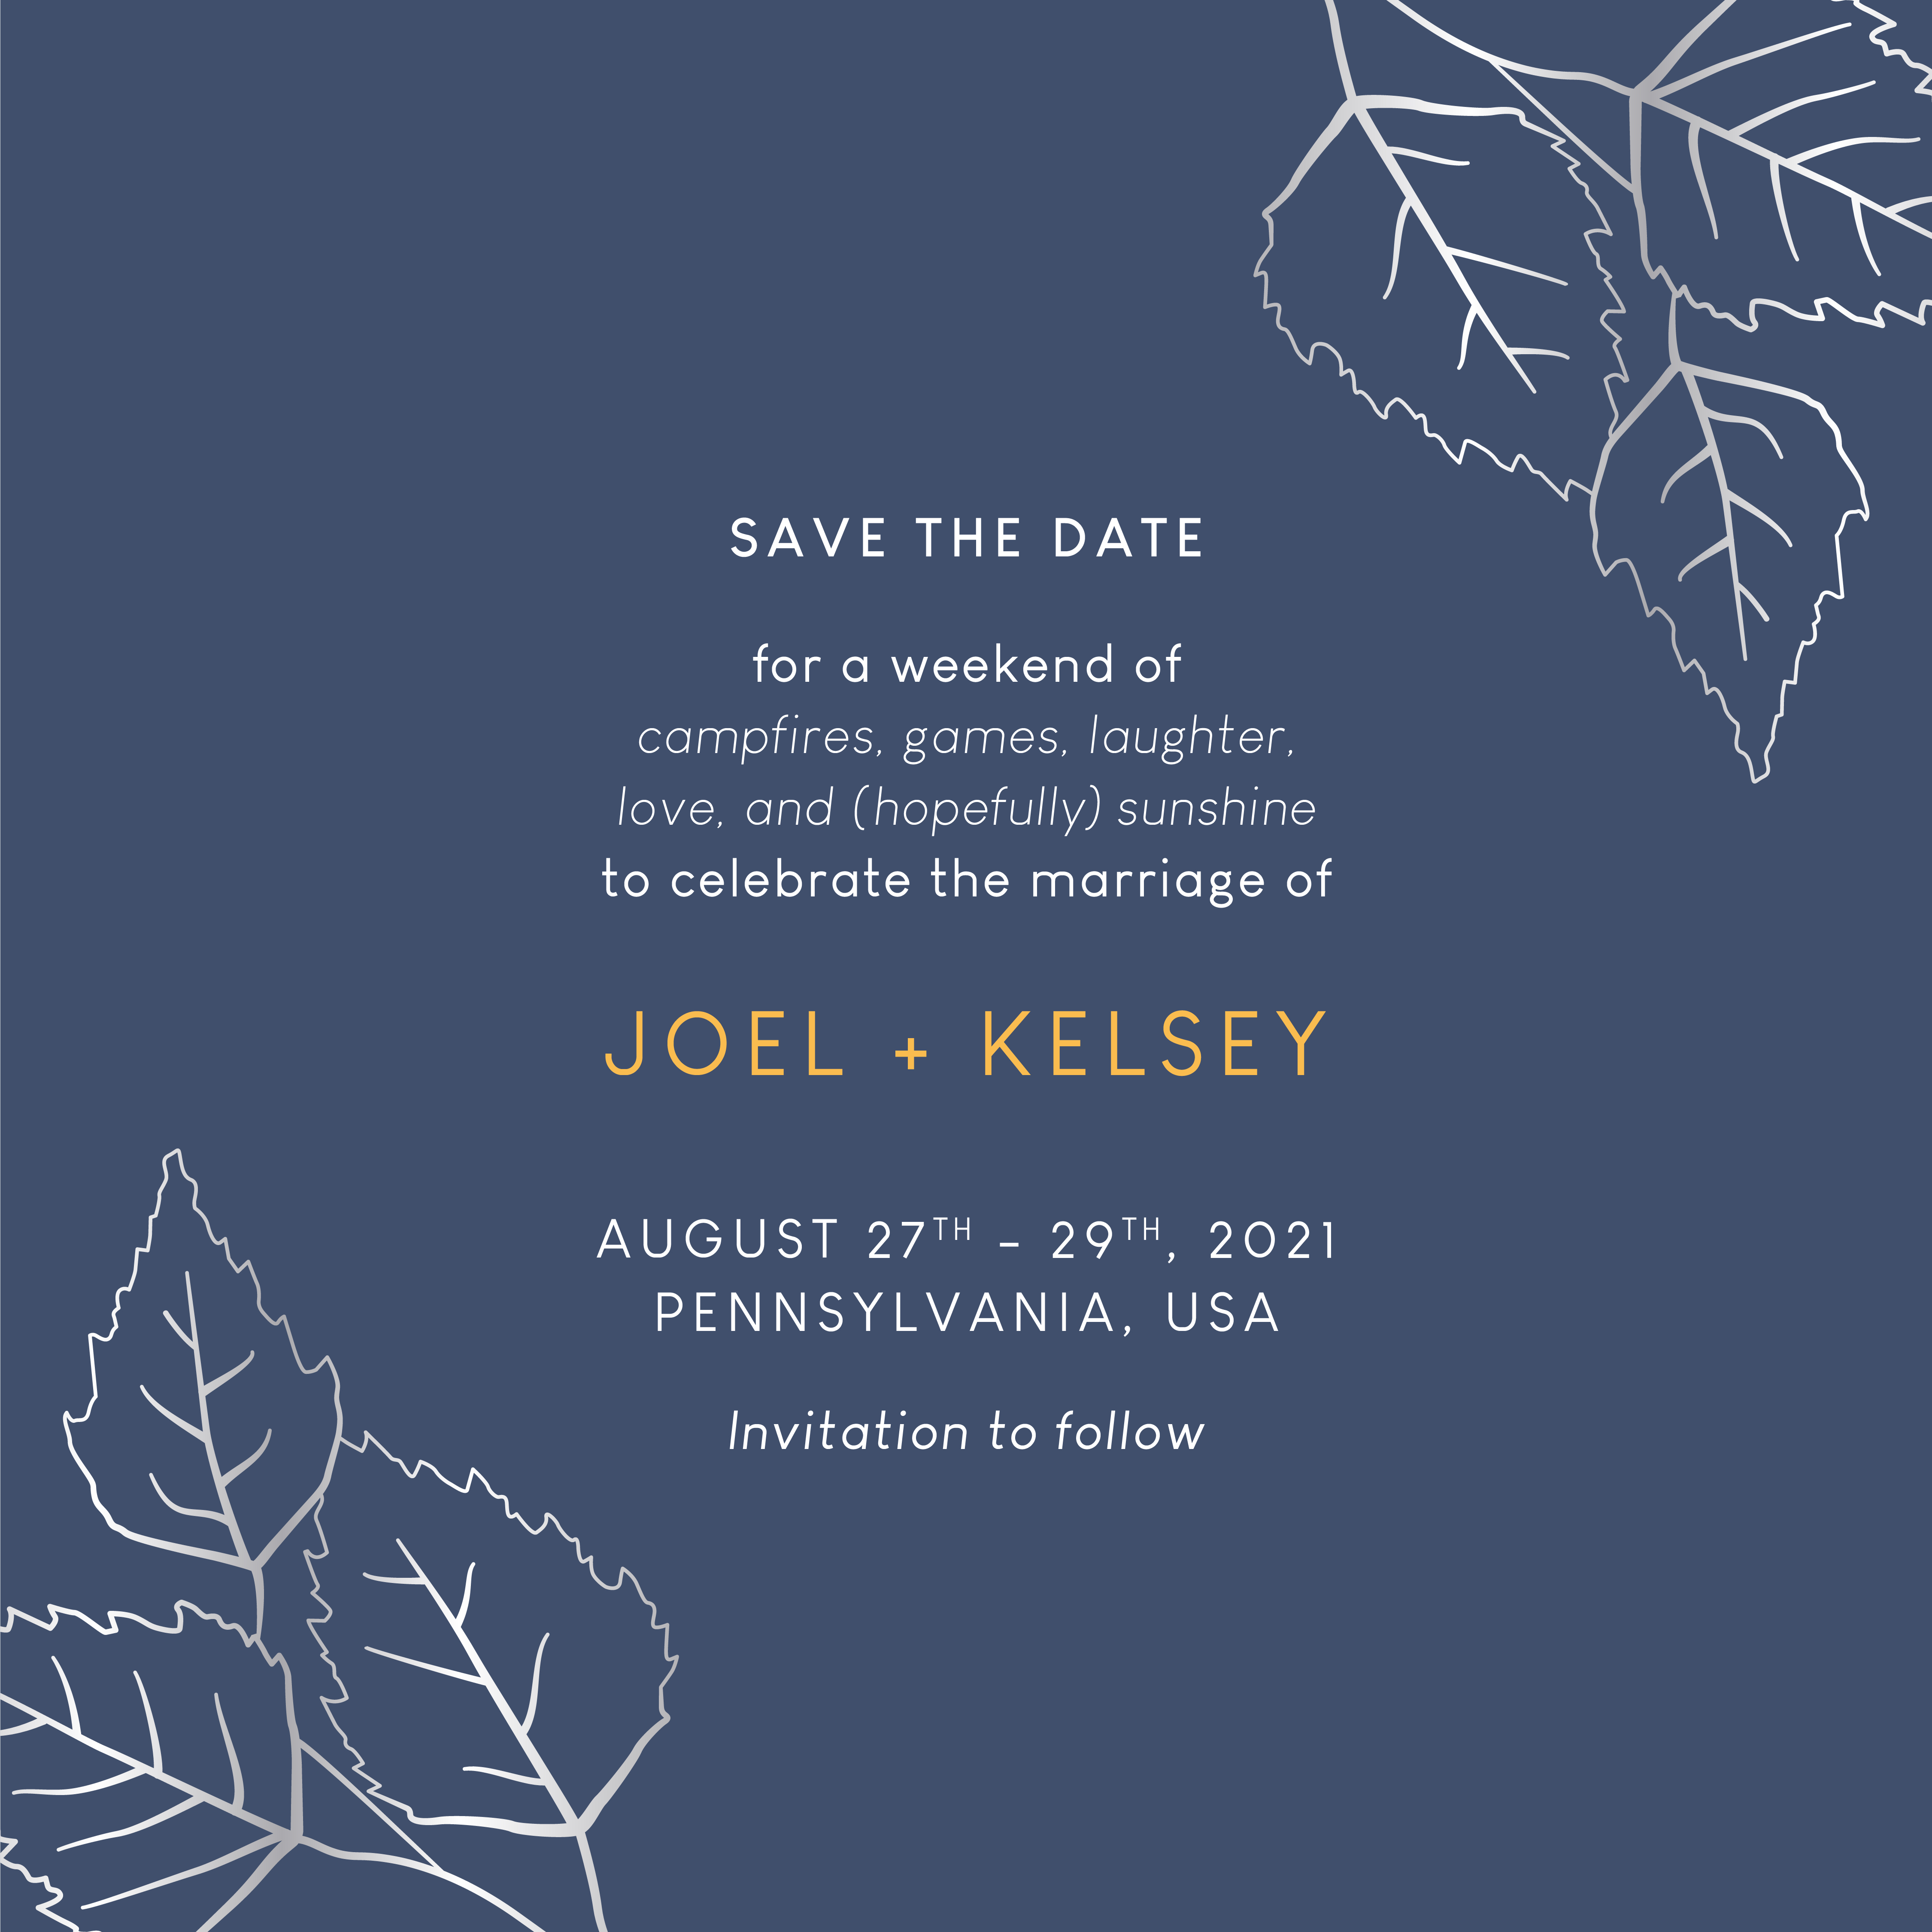 SAVE THE DATE
for a weekend of
campfires, games, laughter,
love, and (hopefully) sunshine
to celebrate the marriage of
JOEL + KELSEY
AUGUST 27TH – 29TH, 2021
PENNSYLVANIA, USA
Invitation to follow